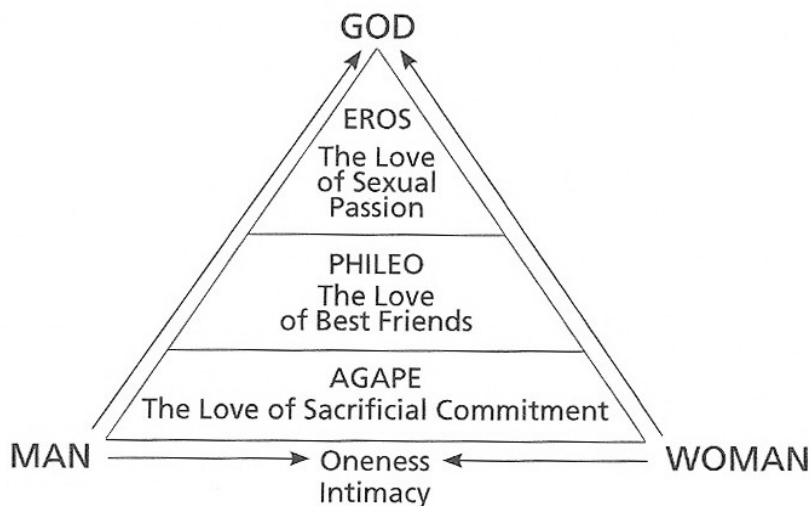 GOD
EROS
The Love
of Sexual
Passion
PHILEO
The Love
of Best Friends
AGAPE
The Love of Sacrificial Commitment
MAN
Oneness
WOMAN
Intimacy